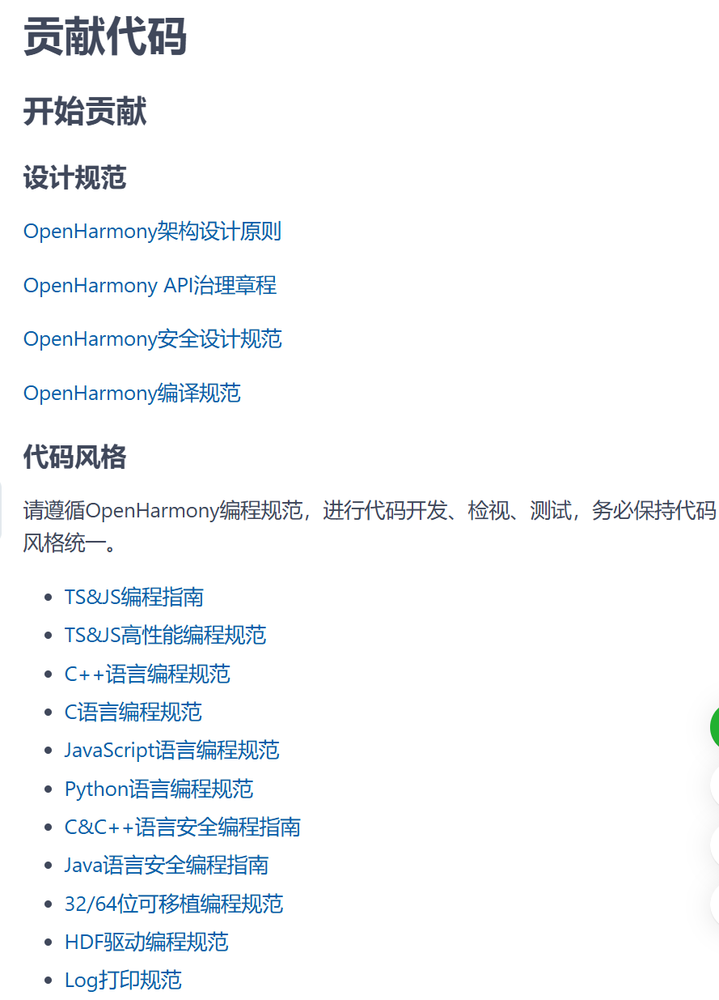 贡献代码
开始贡献
设计规范
OpenHarmony架构设计原则
OpenHarmony API治理章程
OpenHarmony安全设计规范
OpenHarmony编译规范
代码风格
请遵循OpenHarmony编程规范，进行代码开发、检视、测试，务必保持代码
风格统一。
TS&JS编程指南
TS&JS高性能编程规范
C++语言编程规范
C语言编程规范
JavaScript语言编程规范
Python语言编程规范
C&C++语言安全编程指南
Java语言安全编程指南
32/64位可移植编程规范
HDF驱动编程规范
Log打印规范